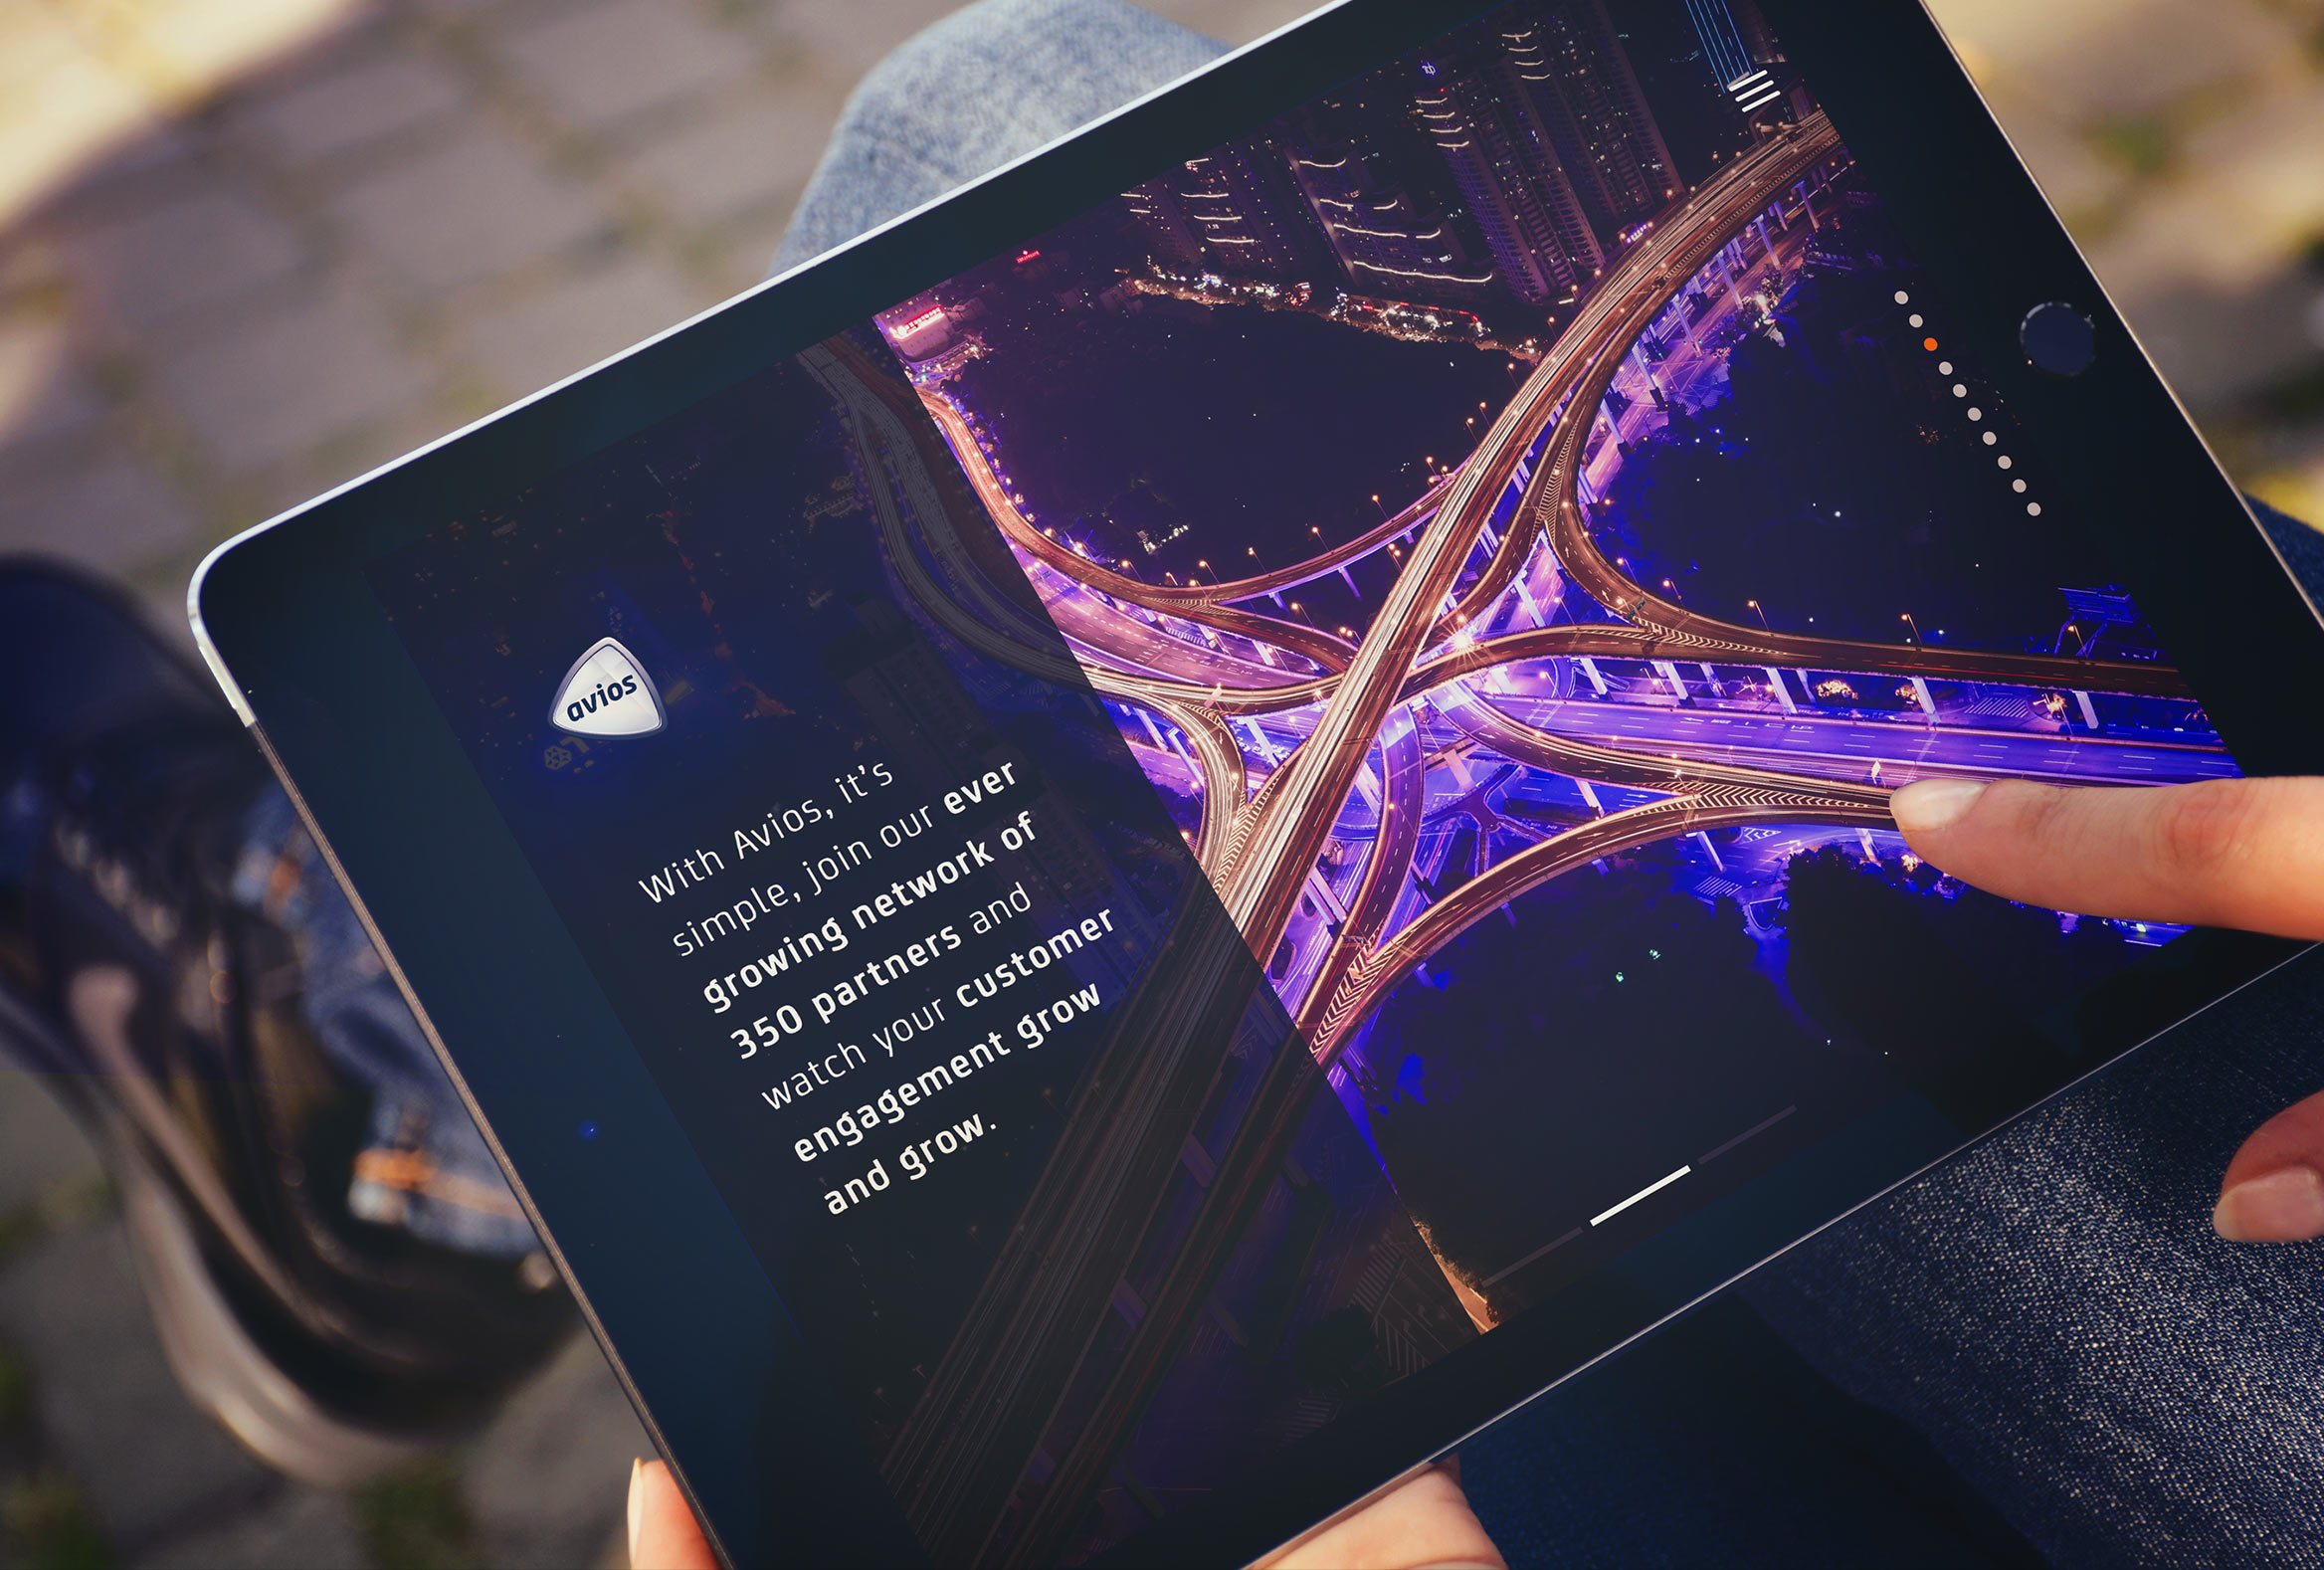 avios
With Avios, it’s
simple, join our ever
growing network of
350 partners and
watch your customer
engagement grow
and grow.